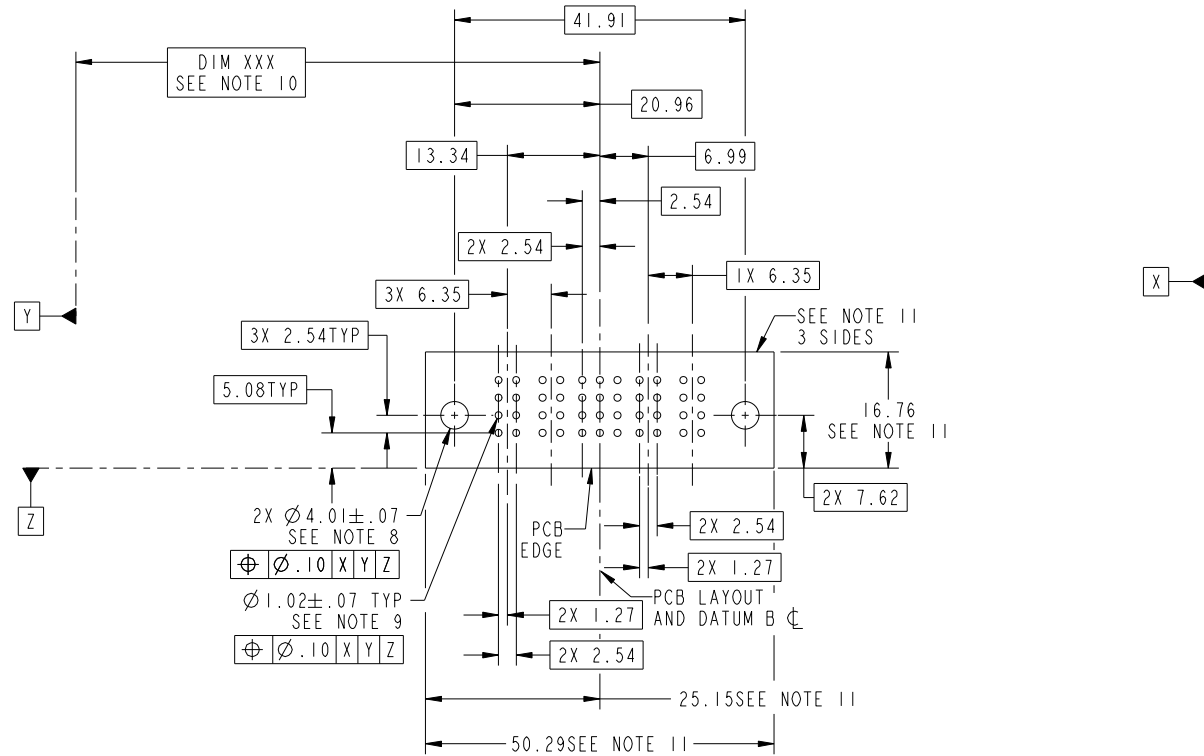 41.91
DIM XXX
SEE NOTE 10
20.96
13.34
6.99
2.54
2X 2.54
1X 6.35
3X 6.35
X
Y
SEE NOTE 11
3 SIDES
3X 2.54TYP
5.08TYP
16.76
SEE NOTE 11
Z
2X 7.62
2X Ø4.01±.07
SEE NOTE 8
PCB
EDGE
2X 2.54
⌖ Ø.10 X Y Z
2X 1.27
Ø1.02±.07 TYP
SEE NOTE 9
PCB LAYOUT
AND DATUM B ℄
2X 1.27
⌖ Ø.10 X Y Z
2X 2.54
25.15SEE NOTE 11
50.29SEE NOTE 11